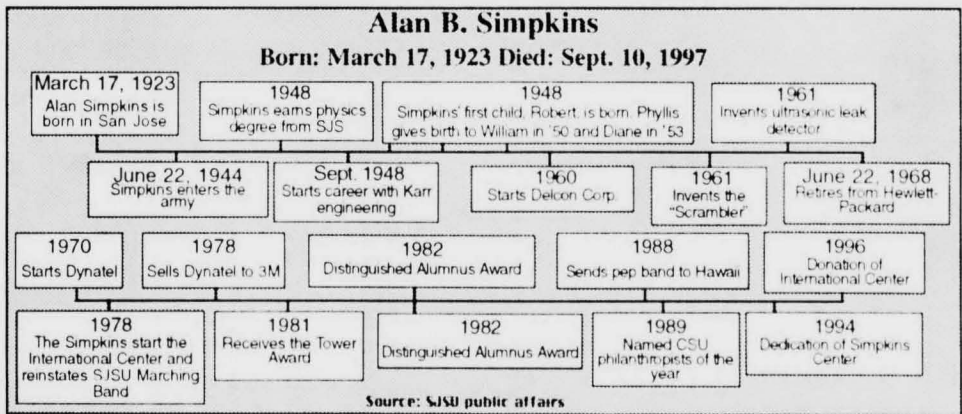 Alan B. Simpkins
Born: March 17, 1923 Died: Sept. 10, 1997
March 17, 1923
Alan Simpkins is
born in San Jose
1948
Simpkins earns physics
degree from SJS
1948
Simpkins' first child, Robert, is born. Phyllis
gives birth to William in '50 and Diane in '53
1961
Invents ultrasonic leak
detector
June 22, 1944
Simpkins enters the
army
Sept. 1948
Starts career with Karr
engineering
1960
Starts Delcon Corp.
1961
Invents the
"Scrambler"
June 22, 1968
Retires from Hewlett-
Packard
1970
Starts Dynatel
1978
Sells Dynatel to 3M
1982
Distinguished Alumnus Award
1988
Sends pep band to Hawaii
1996
Donation of
International Center
1978
The Simpkins start the
International Center and
reinstates SJSU Marching
Band
1981
Receives the Tower
Award
1982
Distinguished Alumnus Award
1989
Named CSU
philanthropists of the
year
1994
Dedication of Simpkins
Center
Source: SJSU public affairs